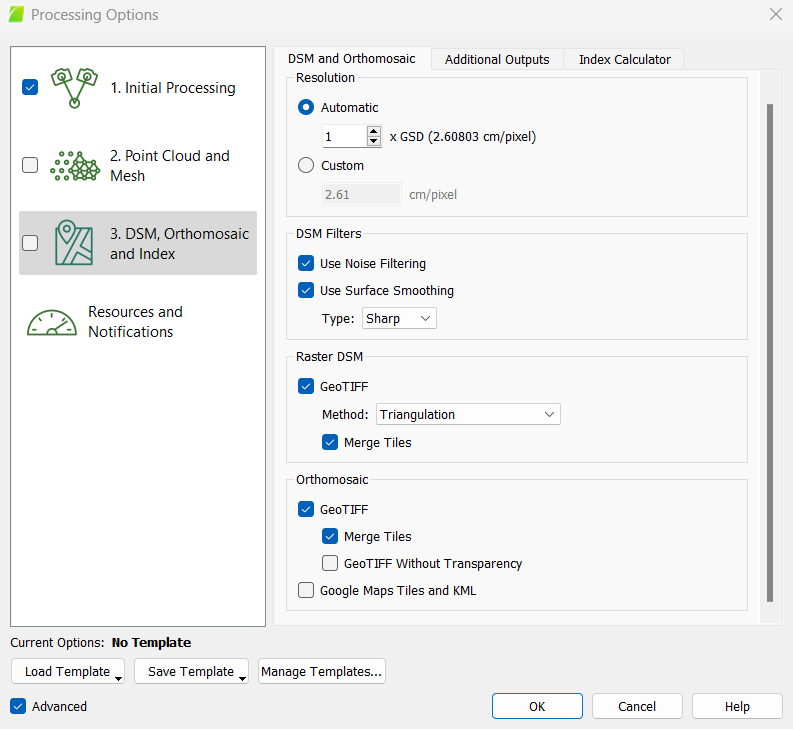 Processing Options
1. Initial Processing
2. Point Cloud and
Mesh
3. DSM, Orthomosaic
and Index
Resources and
Notifications
DSM and Orthomosaic
Additional Outputs
Index Calculator
Resolution
Automatic
1 x GSD (2.60803 cm/pixel)
Custom
2.61 cm/pixel
DSM Filters
Use Noise Filtering
Use Surface Smoothing
Type: Sharp
Raster DSM
GeoTIFF
Method: Triangulation
Merge Tiles
Orthomosaic
GeoTIFF
Merge Tiles
GeoTIFF Without Transparency
Google Maps Tiles and KML
Current Options: No Template
Load Template
Save Template
Manage Templates...
Advanced
OK
Cancel
Help